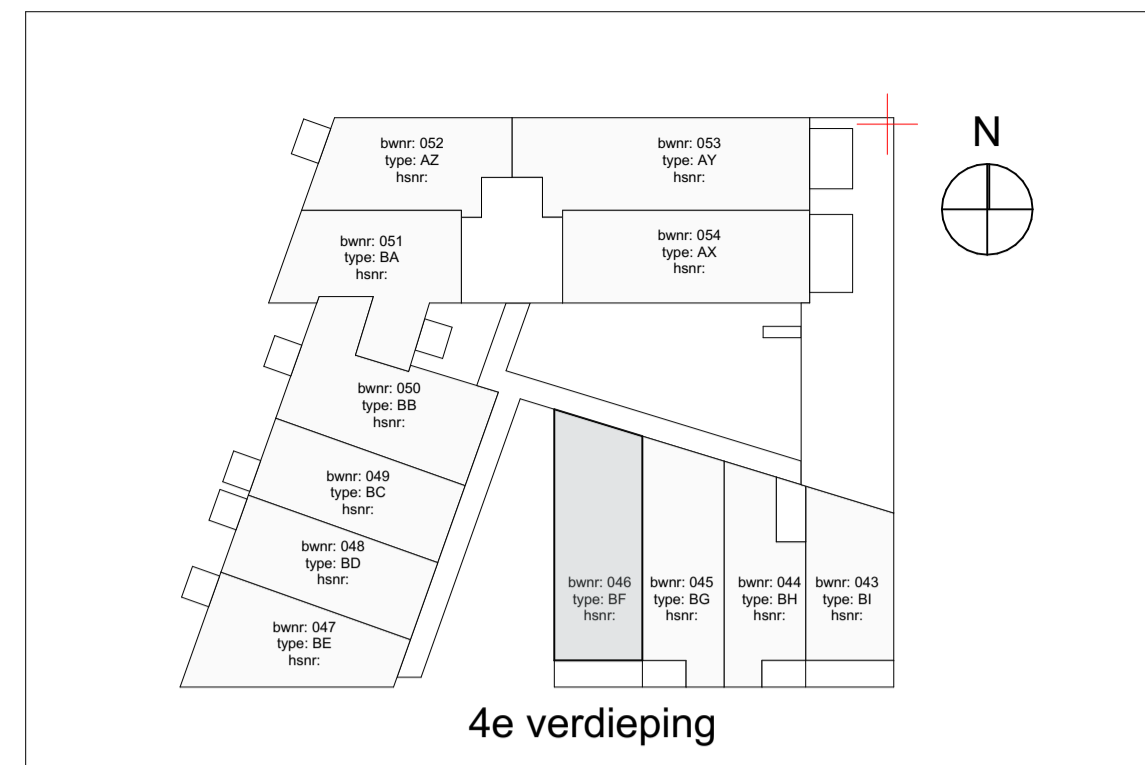 bwnr: 052
type: AZ
hsnr:
bwnr: 053
type: AY
hsnr:
N
bwnr: 051
type: BA
hsnr:
bwnr: 054
type: AX
hsnr:
bwnr: 050
type: BB
hsnr:
bwnr: 049
type: BC
hsnr:
bwnr: 048
type: BD
hsnr:
bwnr: 047
type: BE
hsnr:
bwnr: 046
type: BF
hsnr:
bwnr: 045
type: BG
hsnr:
bwnr: 044
type: BH
hsnr:
bwnr: 043
type: BI
hsnr:
4e verdieping